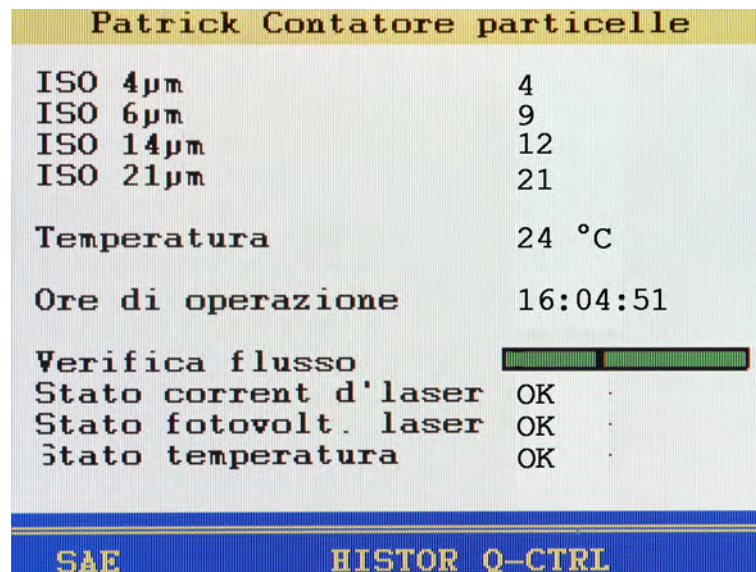 Patrick Contatore particelle
ISO 4µm 4
ISO 6µm 9
ISO 14µm 12
ISO 21µm 21
Temperatura 24 °C
Ore di operazione 16:04:51
Verifica flusso
Stato corrent d'laser OK
Stato fotovolt. laser OK
Stato temperatura OK
SAE HISTOR Q-CTRL